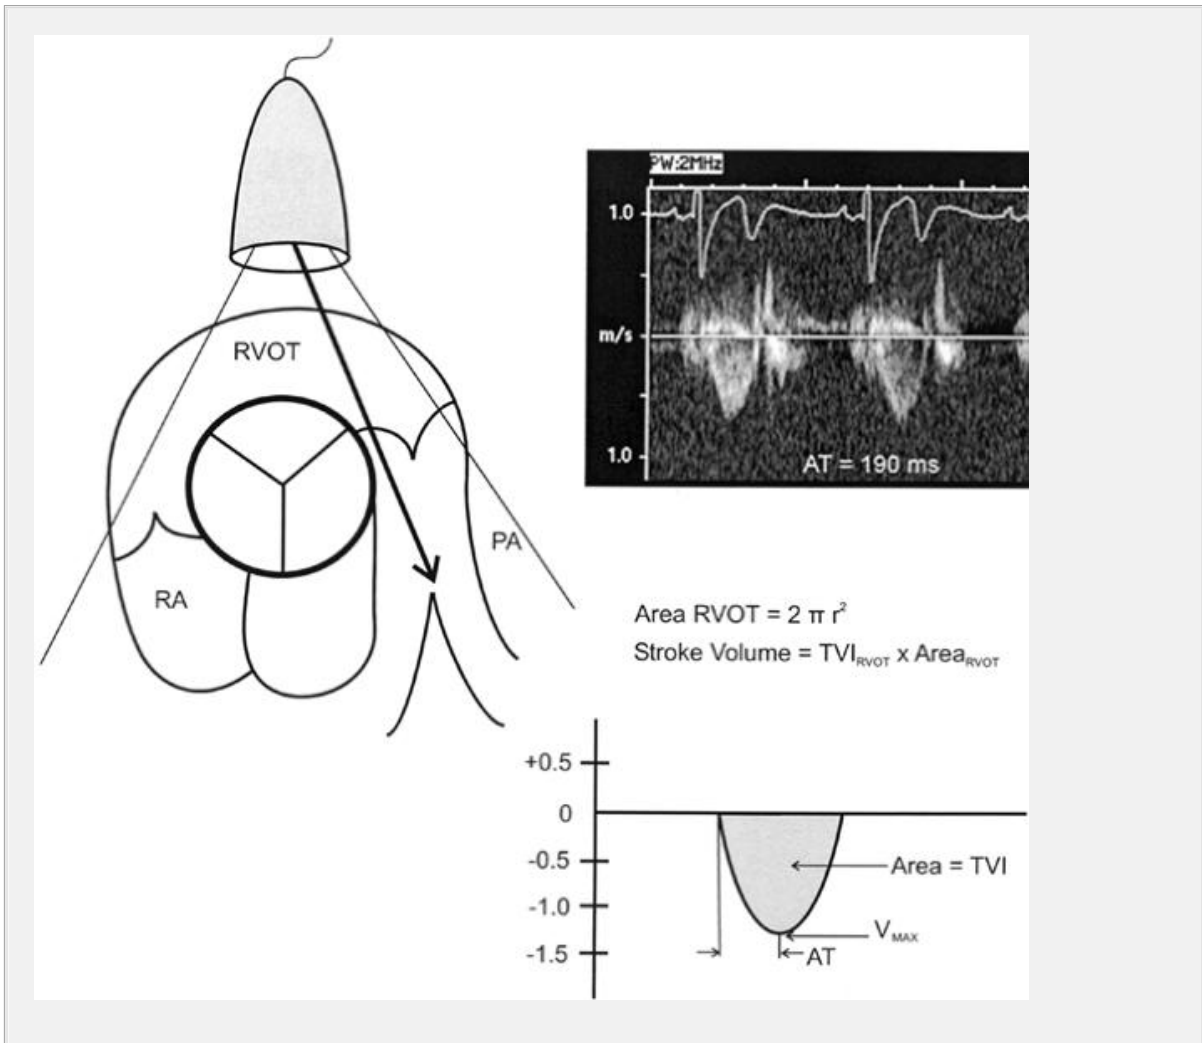 PW:2MHz
1.0
m/s
1.0
AT = 190 ms
RVOT
PA
RA
Area RVOT = 2 π r²
Stroke Volume = TVI_RVOT x Area_RVOT
+0.5
0
-0.5
Area = TVI
-1.0
V_MAX
-1.5
AT